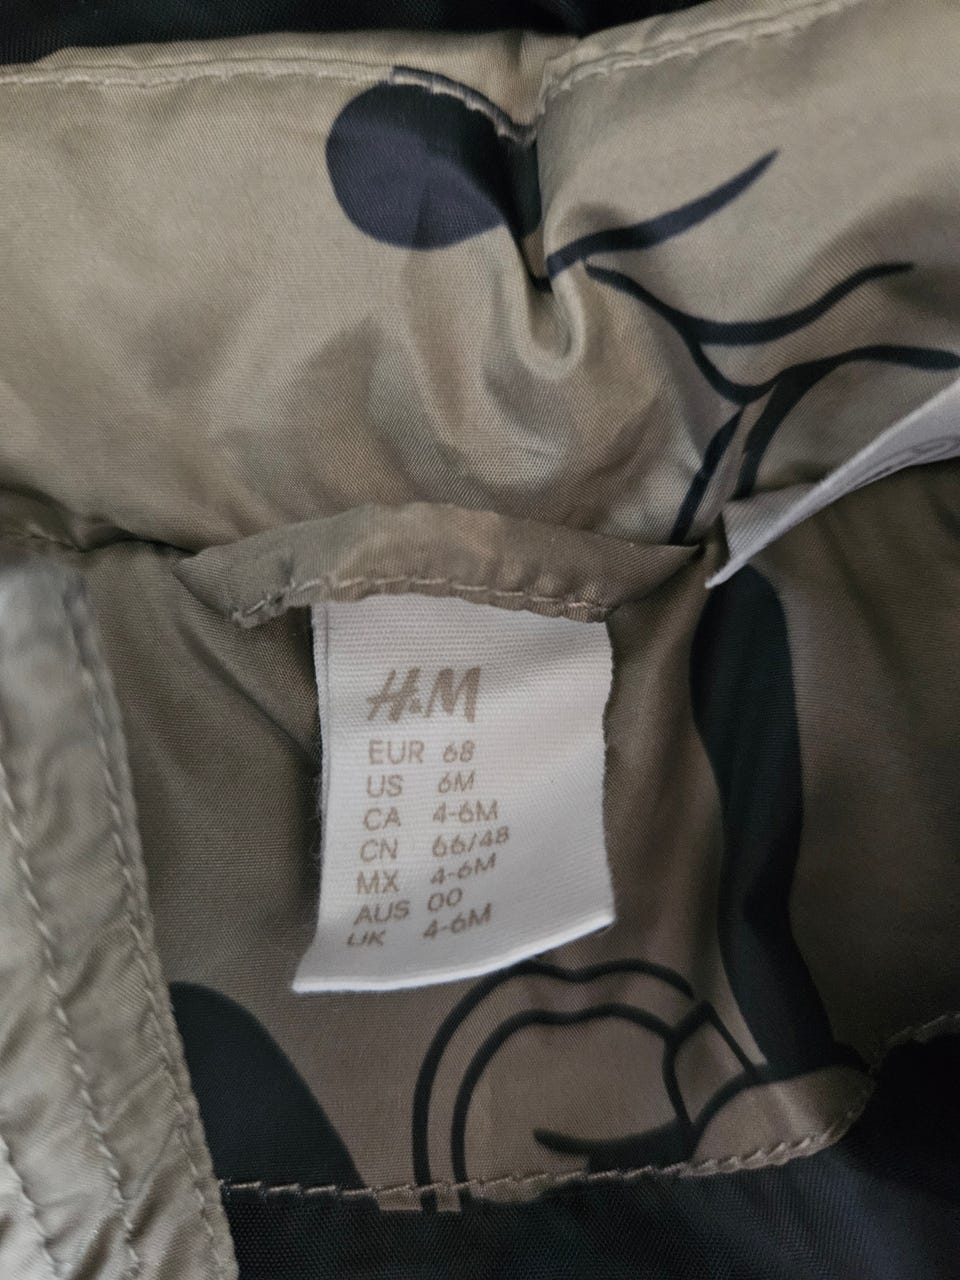 H&M
EUR 68
US 6M
CA 4-6M
CN 66/48
MX 4-6M
AUS 00
UK 4-6M